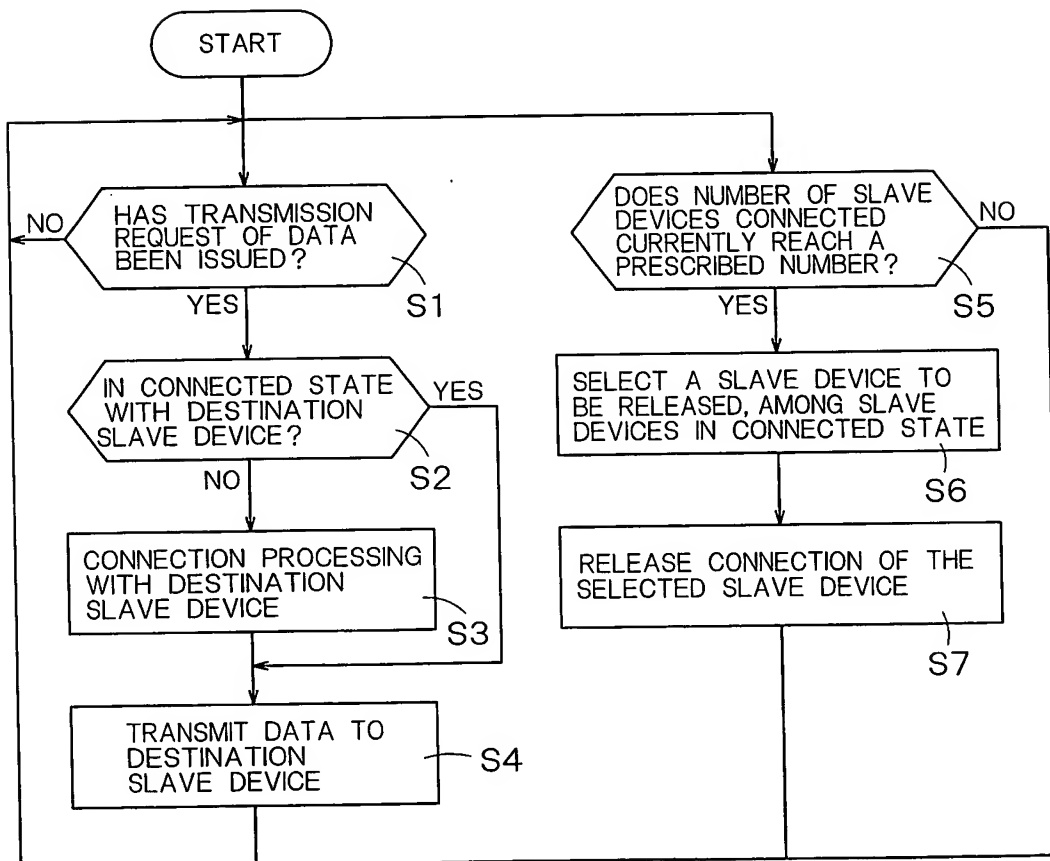 START
NO
HAS TRANSMISSION
REQUEST OF DATA
BEEN ISSUED?
S1
YES
IN CONNECTED STATE
WITH DESTINATION
SLAVE DEVICE?
YES
S2
NO
CONNECTION PROCESSING
WITH DESTINATION
SLAVE DEVICE
S3
TRANSMIT DATA TO
DESTINATION
SLAVE DEVICE
S4
DOES NUMBER OF SLAVE
DEVICES CONNECTED
CURRENTLY REACH A
PRESCRIBED NUMBER?
NO
S5
YES
SELECT A SLAVE DEVICE TO
BE RELEASED, AMONG SLAVE
DEVICES IN CONNECTED STATE
S6
RELEASE CONNECTION OF THE
SELECTED SLAVE DEVICE
S7